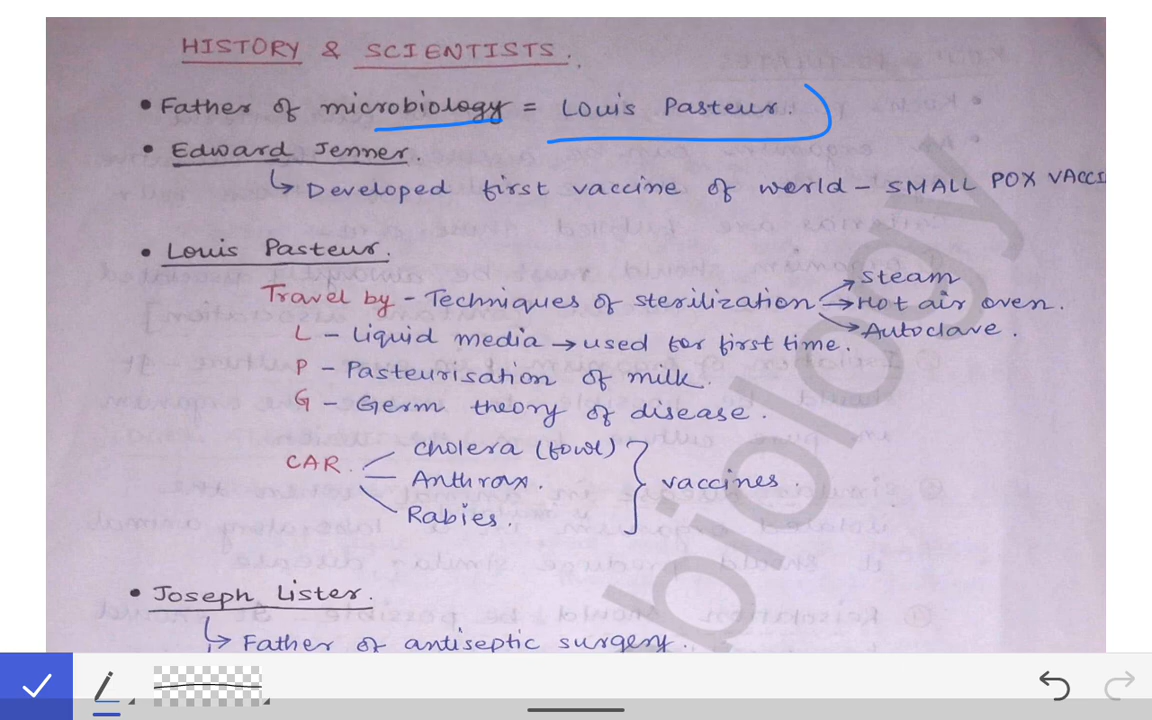 HISTORY & SCIENTISTS.
• Father of microbiology = Louis Pasteur.
• Edward Jenner.
↳ Developed first vaccine of world - SMALL POX VACCI
• Louis Pasteur.
Travel by - Techniques of sterilization → Steam
→ Hot air oven.
→ Autoclave.
L - Liquid media → used for first time.
P - Pasteurisation of milk.
G - Germ theory of disease.
CAR
Cholera (fowl)
Anthrax.
Rabies.
} vaccines.
• Joseph Lister.
↳ Father of antiseptic surgery.
biology